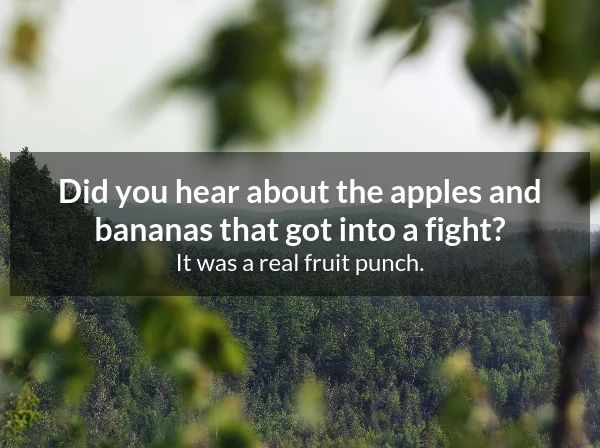 Did you hear about the apples and
bananas that got into a fight?
It was a real fruit punch.